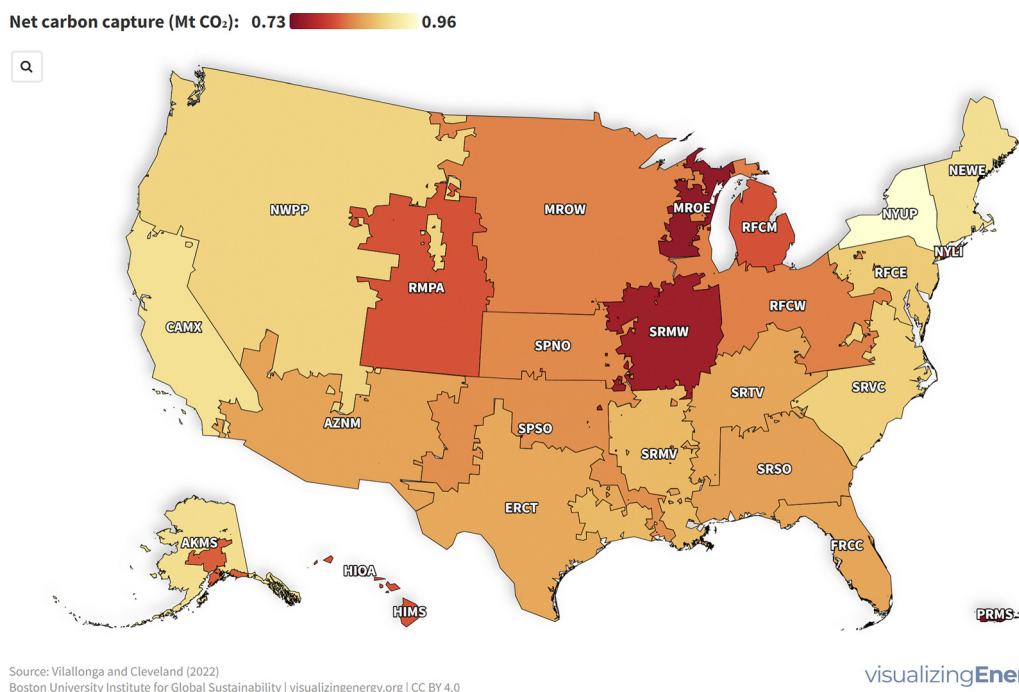 Net carbon capture (Mt CO₂): 0.73 0.96
NEWE
NWPP
MROW
MROE
NYUP
RFCM
NYLI
RFCE
RMPA
RFCW
CAMX
SRMW
SPNO
SRTV
SRVC
AZNM
SPSO
SRMV
SRSO
ERCT
AKMS
FRCC
HIOA
HIMS
PRMS
Source: Vilallonga and Cleveland (2022)
Boston University Institute for Global Sustainability | visualizingenergy.org | CC BY 4.0
visualizingEner